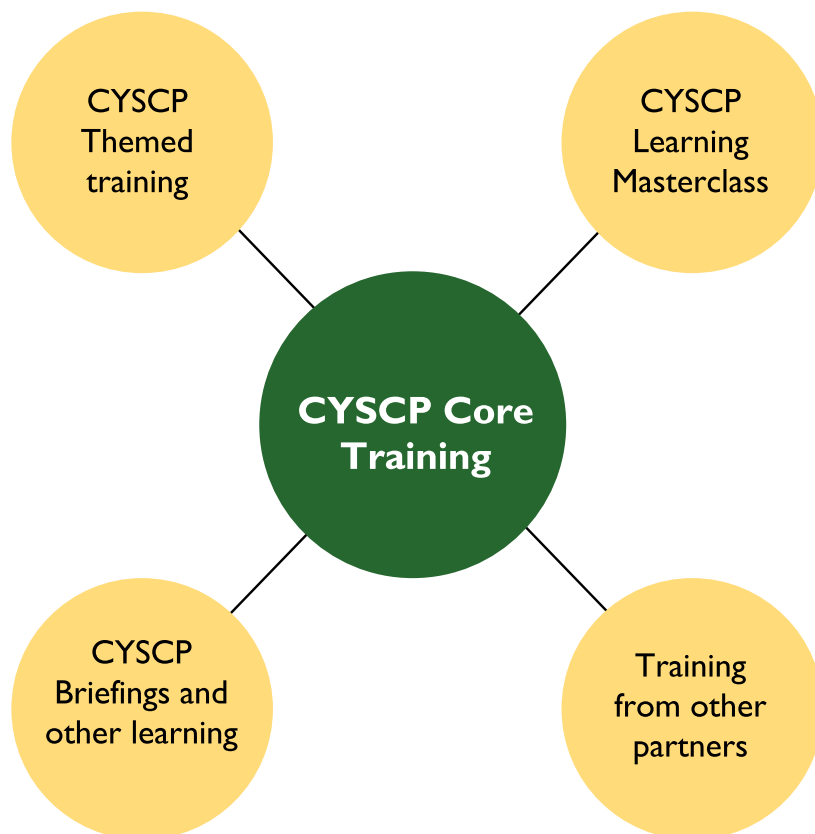 CYSCP
Themed
training
CYSCP
Learning
Masterclass
CYSCP Core
Training
CYSCP
Briefings and
other learning
Training
from other
partners